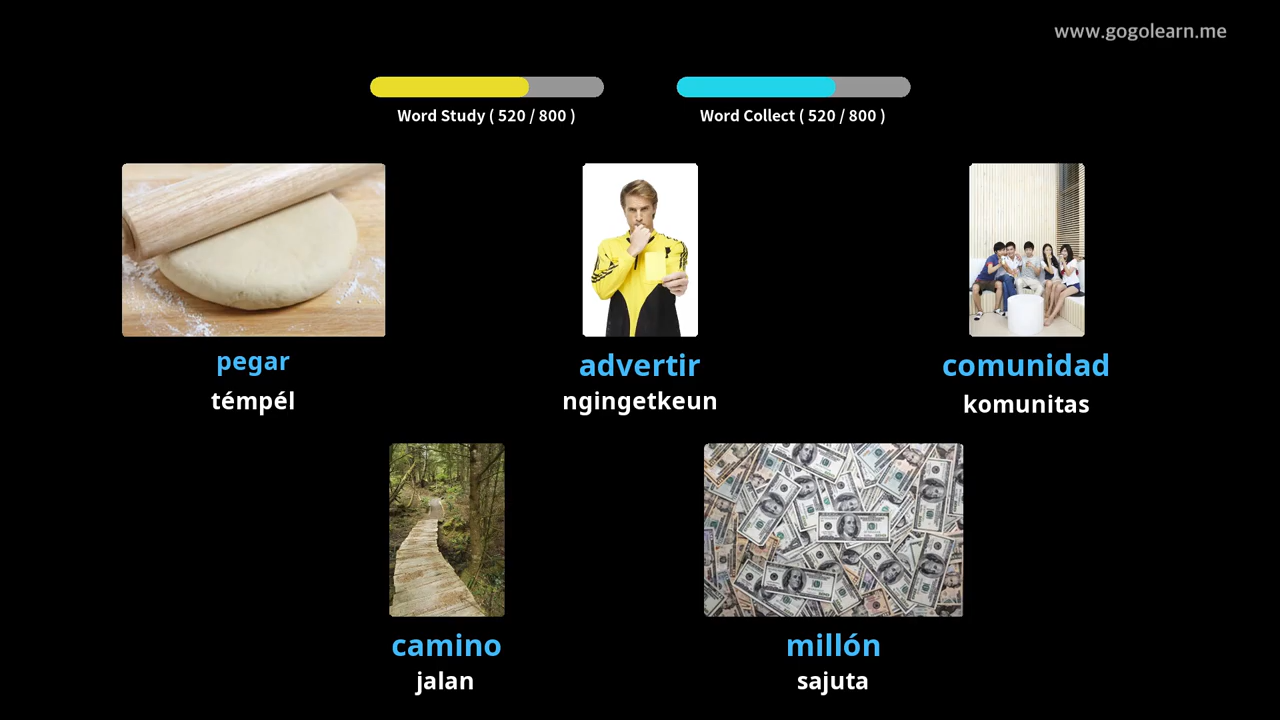 www.gogolearn.me
Word Study ( 520 / 800 )
Word Collect ( 520 / 800 )
pegar
témpél
advertir
ngingetkeun
comunidad
komunitas
camino
jalan
millón
sajuta